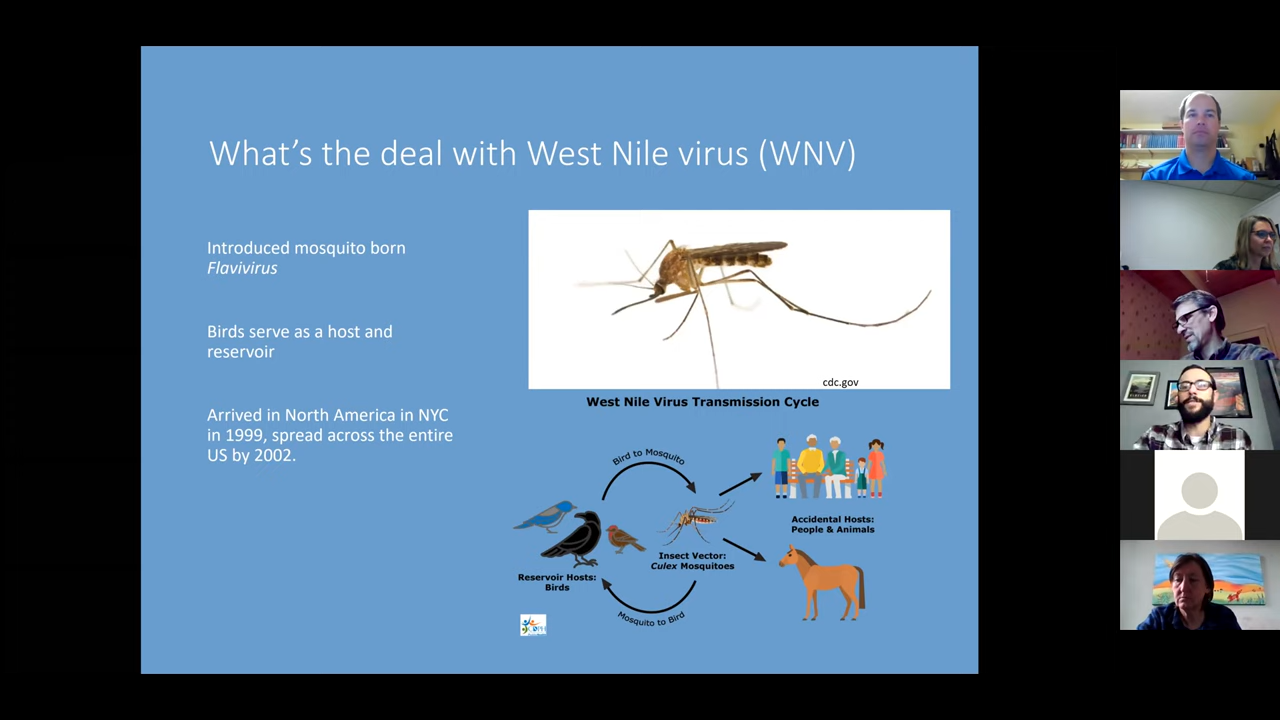 What's the deal with West Nile virus (WNV)
Introduced mosquito born
Flavivirus
Birds serve as a host and
reservoir
Arrived in North America in NYC
in 1999, spread across the entire
US by 2002.
cdc.gov
West Nile Virus Transmission Cycle
Bird to Mosquito
Accidental Hosts:
People & Animals
Insect Vector:
Culex Mosquitoes
Reservoir Hosts:
Birds
Mosquito to Bird
CDPH